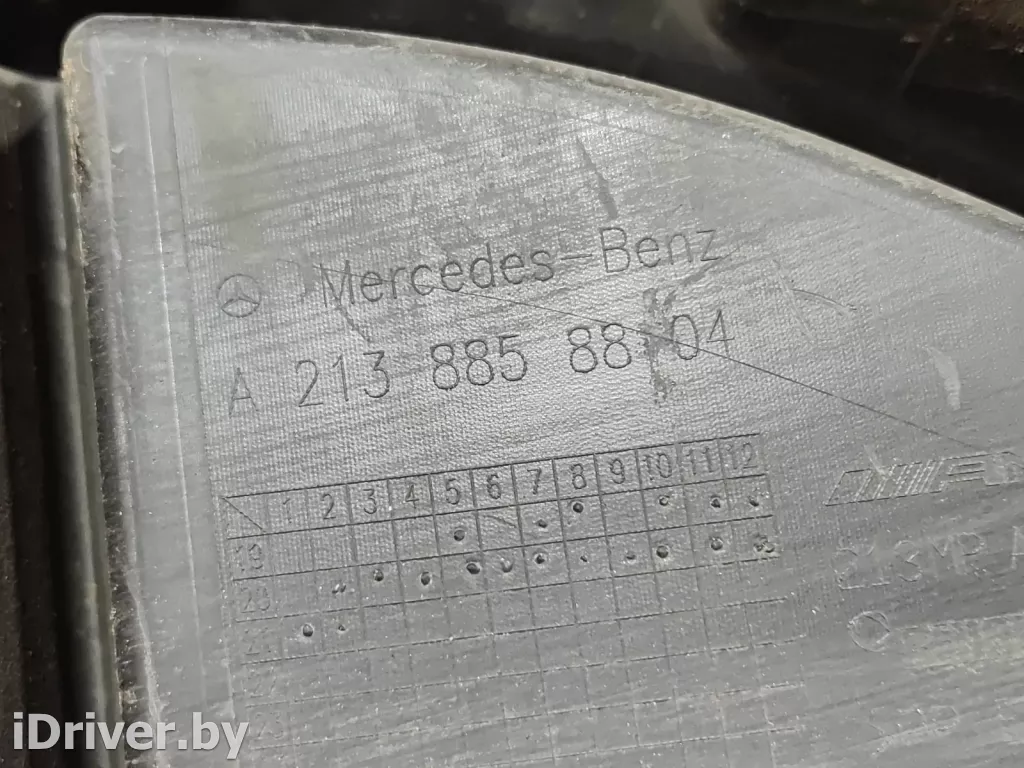 Mercedes-Benz
A 213 885 88 04
1 2 3 4 5 6 7 8 9 10 11 12
19
20
213MP A
iDriver.by